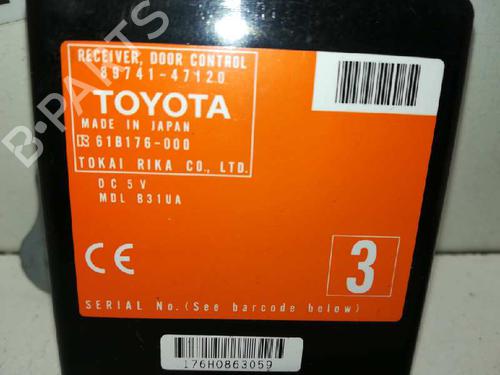 RECEIVER, DOOR CONTROL
89741-47120
TOYOTA
MADE IN JAPAN
61B176-000
TOKAI RIKA CO., LTD.
DC 5V
MDL B31UA
CE
3
SERIAL No. (See barcode below)
176H0863059
B-PARTS